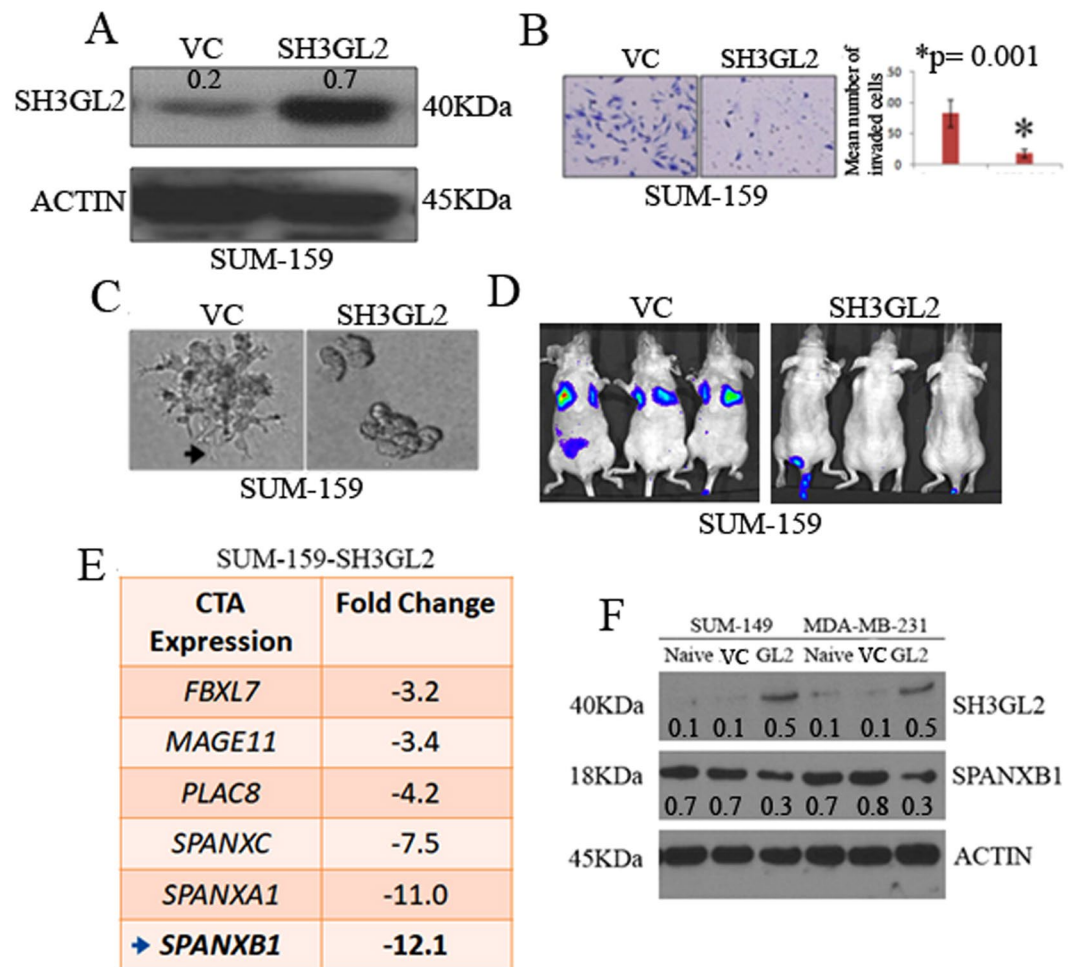 A
VC SH3GL2
0.2 0.7
SH3GL2 40KDa
ACTIN 45KDa
SUM-159
B
VC SH3GL2
*p= 0.001
Mean number of
invaded cells
50
00
50
0
*
SUM-159
C
VC SH3GL2
SUM-159
D
VC SH3GL2
SUM-159
E
SUM-159-SH3GL2
CTA Fold Change
Expression
FBXL7 -3.2
MAGE11 -3.4
PLAC8 -4.2
SPANXC -7.5
SPANXA1 -11.0
SPANXB1 -12.1
F
SUM-149 MDA-MB-231
Naive VC GL2 Naive VC GL2
40KDa SH3GL2
0.1 0.1 0.5 0.1 0.1 0.5
18KDa SPANXB1
0.7 0.7 0.3 0.7 0.8 0.3
45KDa ACTIN